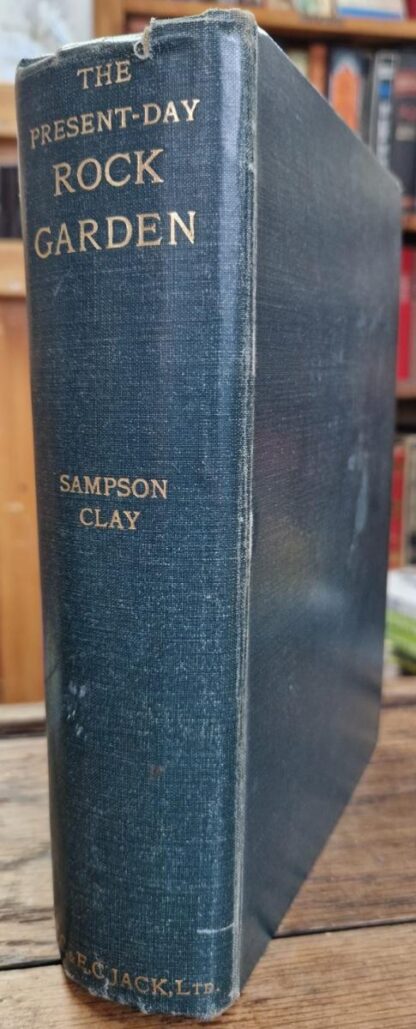 THE
PRESENT-DAY
ROCK
GARDEN
SAMPSON
CLAY
& E.C. JACK, LTD.